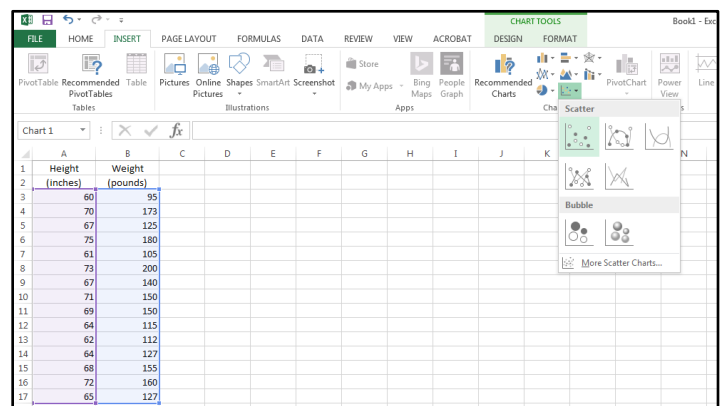 CHART TOOLS Book1 - Exc
FILE HOME INSERT PAGE LAYOUT FORMULAS DATA REVIEW VIEW ACROBAT DESIGN FORMAT
PivotTable Recommended PivotTables Table Pictures Online Pictures Shapes SmartArt Screenshot Store My Apps Bing Maps People Graph Recommended Charts PivotChart Power View Line
Tables Illustrations Apps Cha s
Scatter
Chart 1 fx
A B C D E F G H I J K N
1 Height Weight
2 (inches) (pounds)
3 60 95
4 70 173
5 67 125
6 75 180
7 61 105
8 73 200
9 67 140
10 71 150
11 69 150
12 64 115
13 62 112
14 64 127
15 68 155
16 72 160
17 65 127
Bubble
More Scatter Charts...